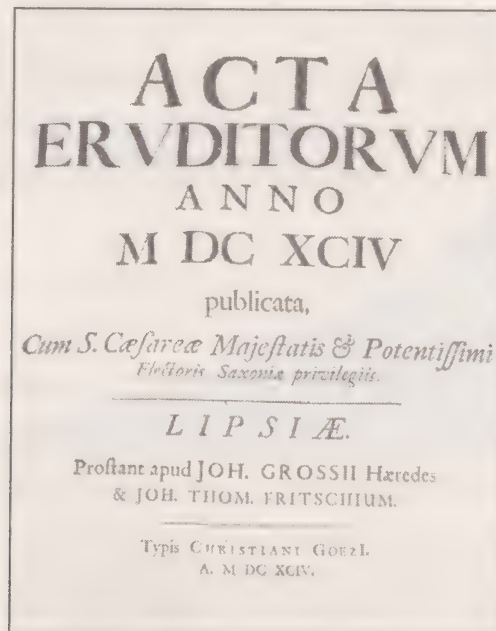 ACTA
ERVDITORVM
ANNO
M DC XCIV
publicata,
Cum S. Cæſareæ Majeſtatis & Potentiſſimi
Electoris Saxoniæ privilegiis.
LIPSIÆ.
Proſtant apud JOH. GROSSII Hæredes
& JOH. THOM. FRITSCHIUM.
Typis CHRISTIANI GOEZI.
A. M DC XCIV.